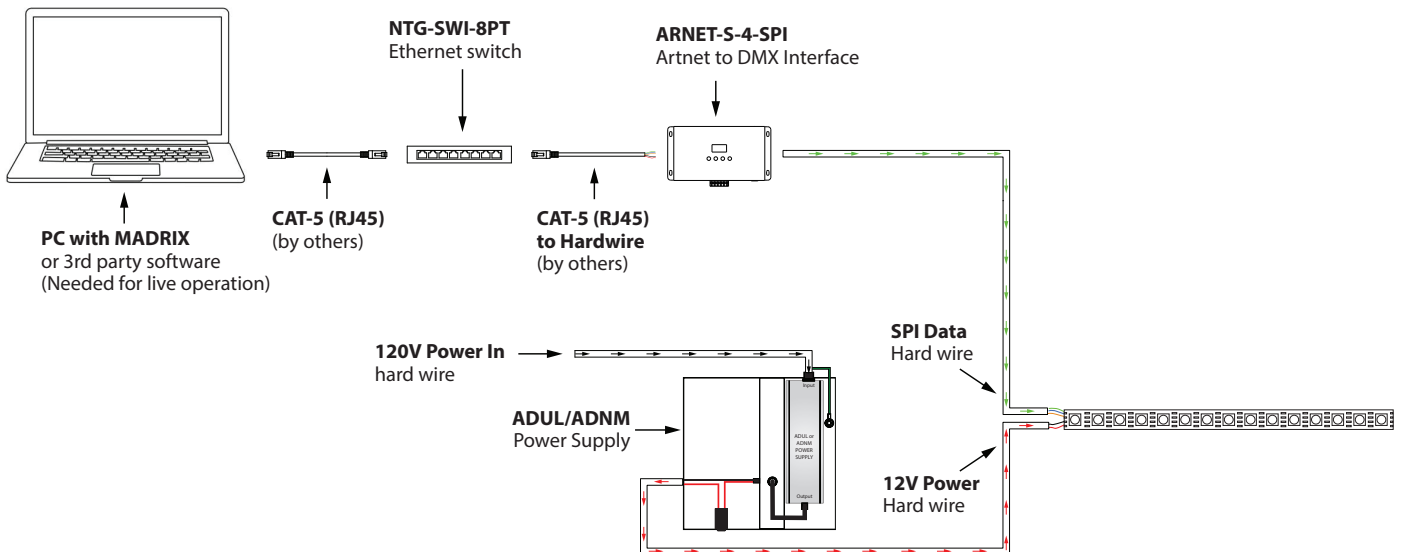 NTG-SWI-8PT
Ethernet switch
ARNET-S-4-SPI
Artnet to DMX Interface
CAT-5 (RJ45)
(by others)
CAT-5 (RJ45)
to Hardwire
(by others)
PC with MADRIX
or 3rd party software
(Needed for live operation)
120V Power In
hard wire
SPI Data
Hard wire
ADUL/ADNM
Power Supply
Input
ADUL or
ADNM
POWER
SUPPLY
Output
12V Power
Hard wire